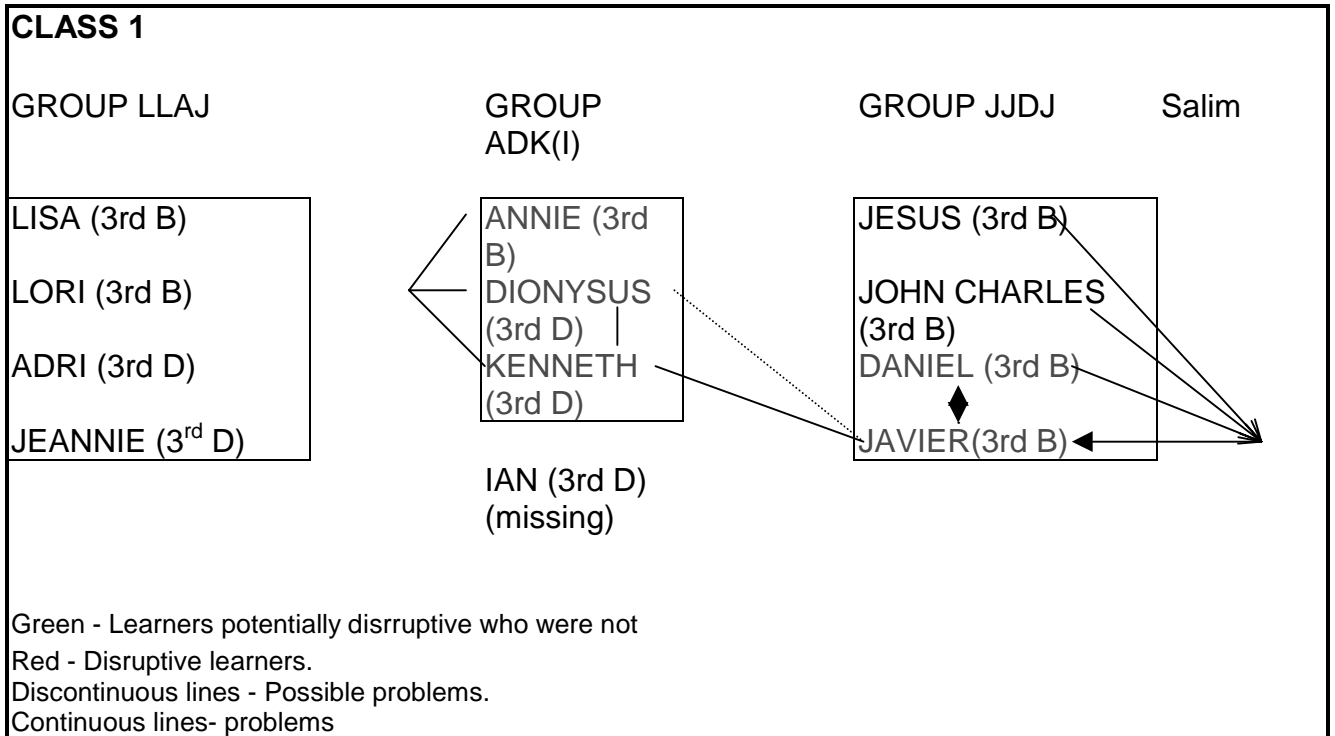 CLASS 1
GROUP LLAJ
GROUP
ADK(I)
GROUP JJDJ
Salim
LISA (3rd B)
LORI (3rd B)
ADRI (3rd D)
JEANNIE (3rd D)
ANNIE (3rd
B)
DIONYSUS
(3rd D)
KENNETH
(3rd D)
IAN (3rd D)
(missing)
JESUS (3rd B)
JOHN CHARLES
(3rd B)
DANIEL (3rd B)
JAVIER(3rd B)
Green - Learners potentially disrruptive who were not
Red - Disruptive learners.
Discontinuous lines - Possible problems.
Continuous lines- problems